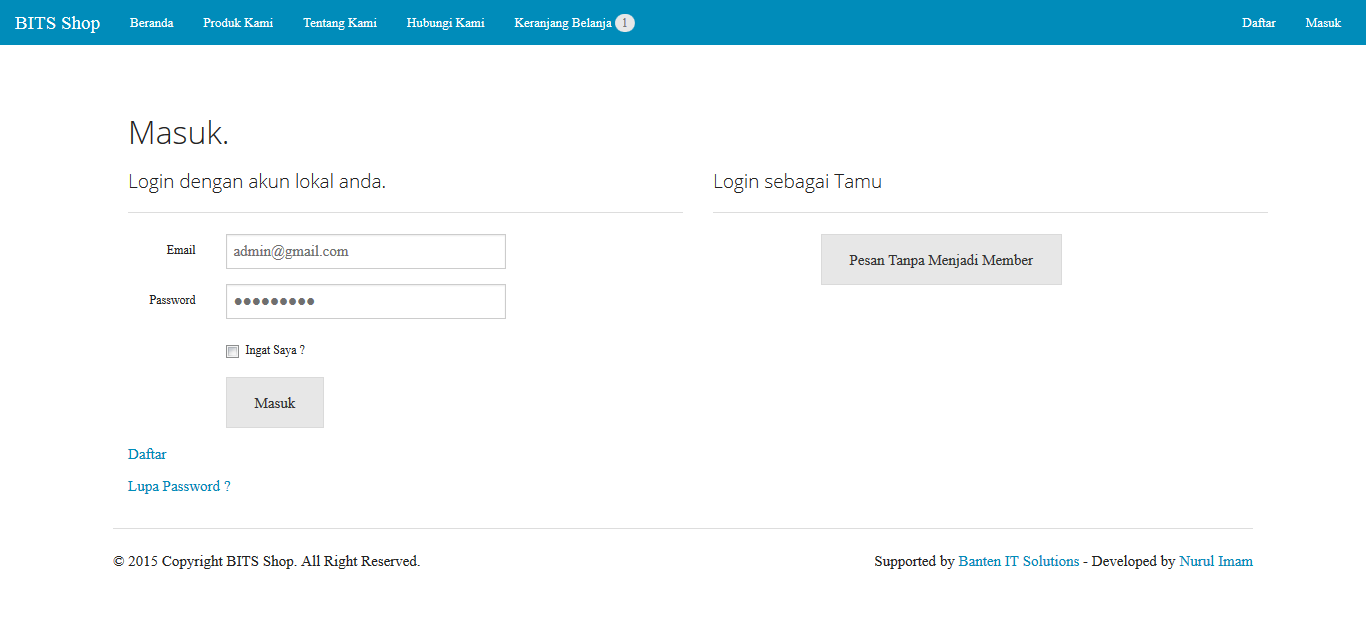 BITS Shop Beranda Produk Kami Tentang Kami Hubungi Kami Keranjang Belanja 1 Daftar Masuk
Masuk.
Login dengan akun lokal anda.
Email admin@gmail.com
Password ●●●●●●●●●
Ingat Saya ?
Masuk
Daftar
Lupa Password ?
Login sebagai Tamu
Pesan Tanpa Menjadi Member
© 2015 Copyright BITS Shop. All Right Reserved.
Supported by Banten IT Solutions - Developed by Nurul Imam